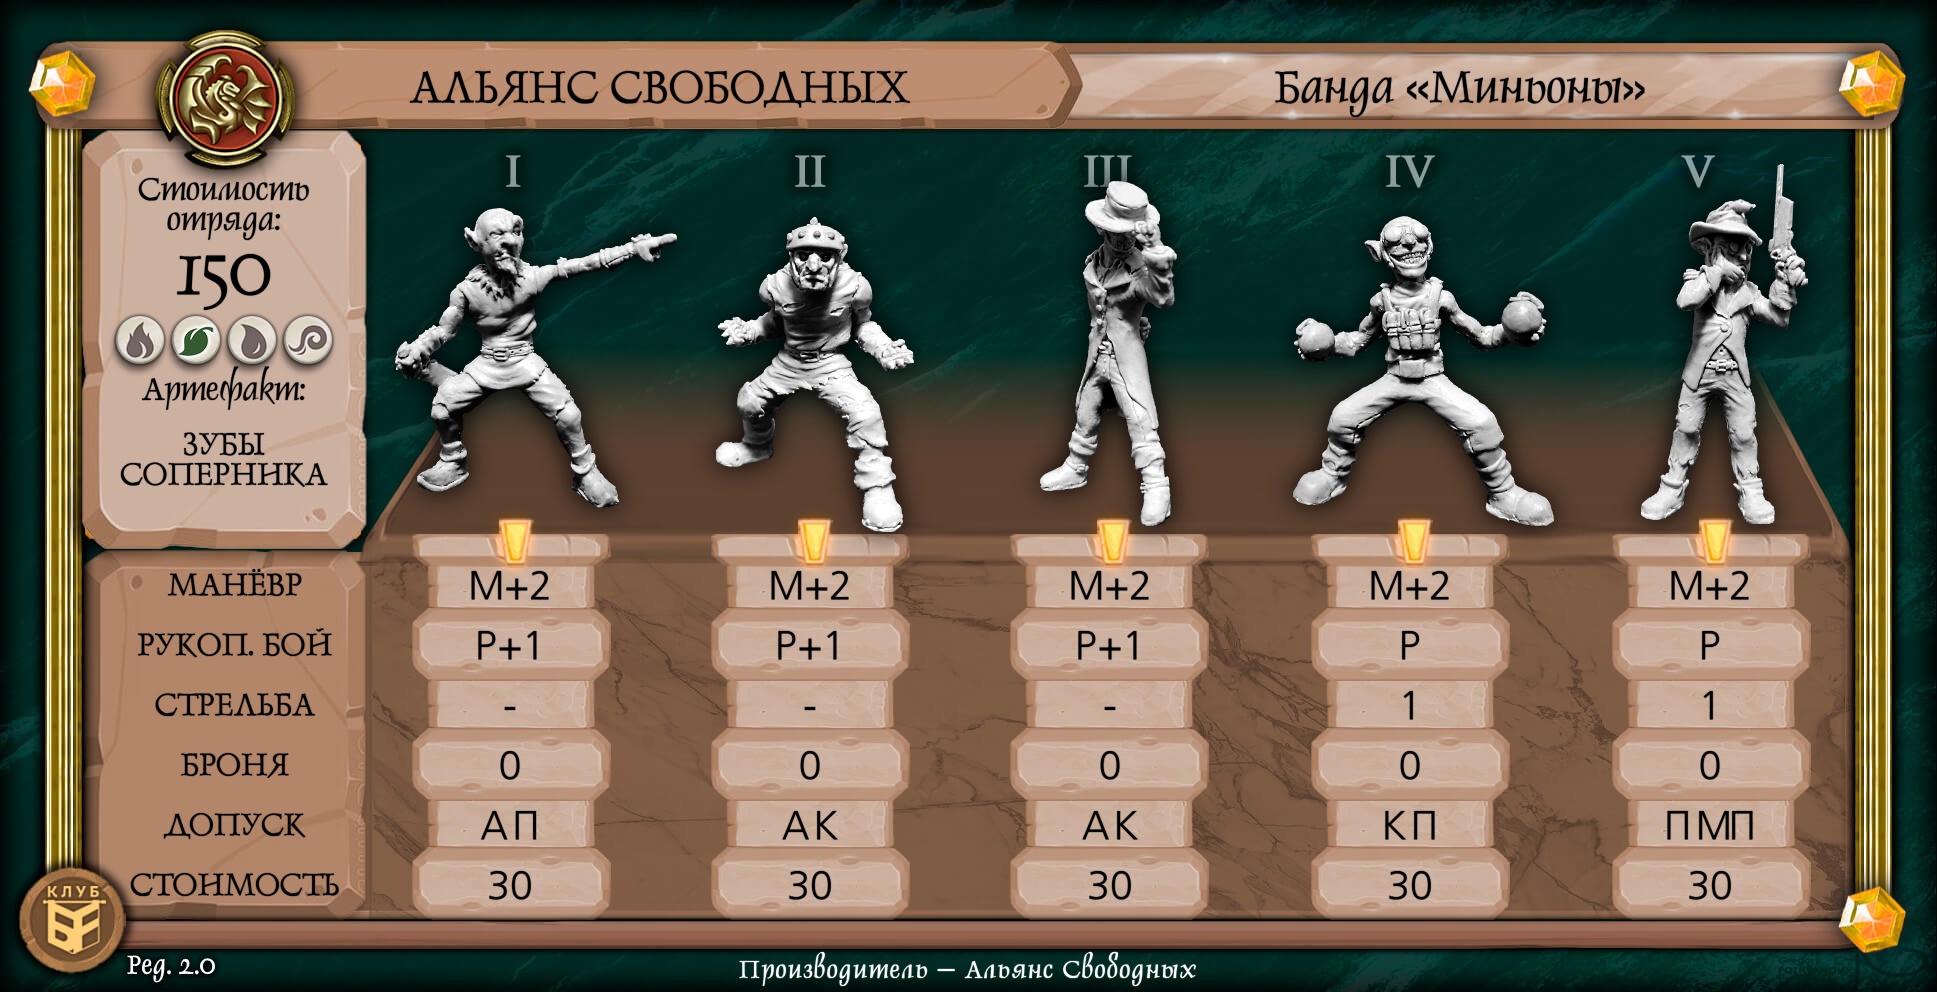 АЛЬЯНС СВОБОДНЫХ
Банда «Миньоны»
Стоимость
отряда:
150
Артефакт:
ЗУБЫ
СОПЕРНИКА
I II III IV V
МАНЁВР М+2 М+2 М+2 М+2 М+2
РУКОП. БОЙ Р+1 Р+1 Р+1 Р Р
СТРЕЛЬБА - - - 1 1
БРОНЯ 0 0 0 0 0
ДОПУСК АП АК АК КП ПМП
СТОИМОСТЬ 30 30 30 30 30
КЛУБ
Ред. 2.0
Производитель – Альянс Свободных